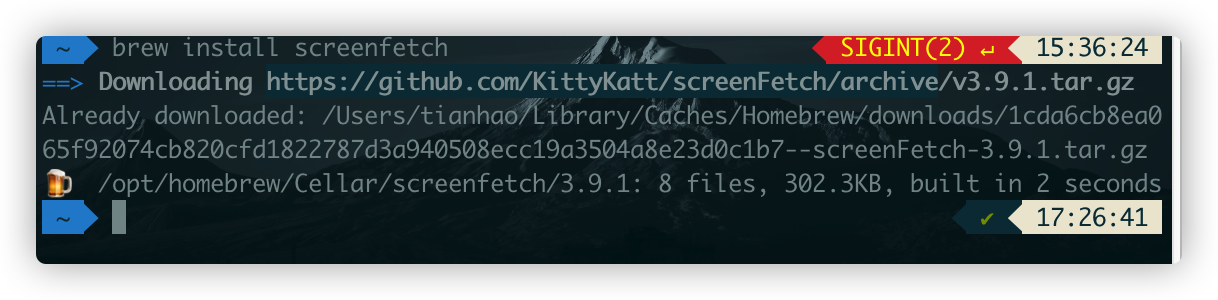 ~ brew install screenfetch SIGINT(2) ↵ 15:36:24
==> Downloading https://github.com/KittyKatt/screenFetch/archive/v3.9.1.tar.gz
Already downloaded: /Users/tianhao/Library/Caches/Homebrew/downloads/1cda6cb8ea0
65f92074cb820cfd1822787d3a940508ecc19a3504a8e23d0c1b7--screenFetch-3.9.1.tar.gz
🍺 /opt/homebrew/Cellar/screenfetch/3.9.1: 8 files, 302.3KB, built in 2 seconds
~ ✔ 17:26:41